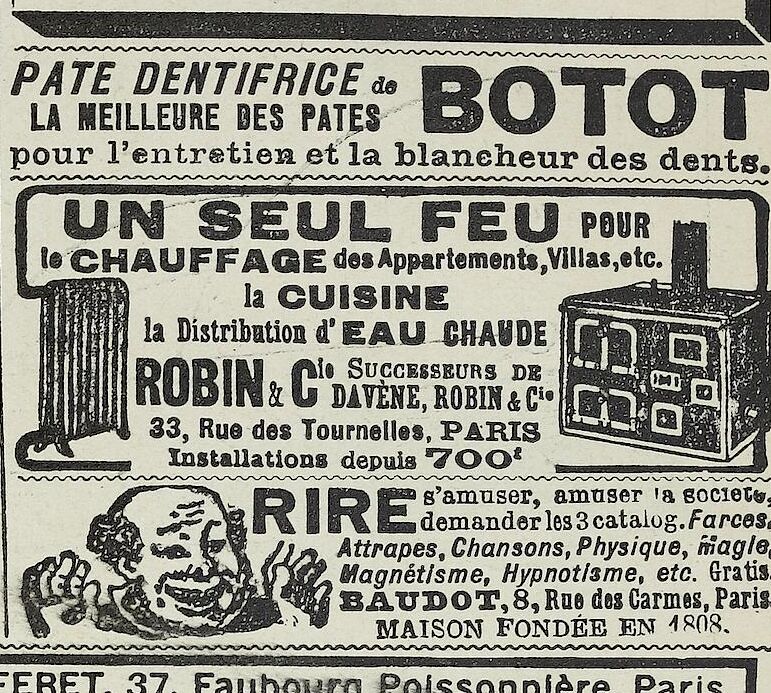 PATE DENTIFRICE de BOTOT
LA MEILLEURE DES PATES
pour l'entretien et la blancheur des dents.
UN SEUL FEU POUR
le CHAUFFAGE des Appartements, Villas, etc.
la CUISINE
la Distribution d'EAU CHAUDE
ROBIN & Cie SUCCESSEURS DE
DAVÈNE, ROBIN & Cie
33, Rue des Tournelles, PARIS
Installations depuis 700f
RIRE s'amuser, amuser la societe,
demander les 3 catalog. Farces,
Attrapes, Chansons, Physique, magie,
Magnétisme, Hypnotisme, etc. Gratis
BAUDOT, 8, Rue des Carmes, Paris
MAISON FONDÉE EN 1808.
FERET, 37, Faubourg Poissonnière, Paris